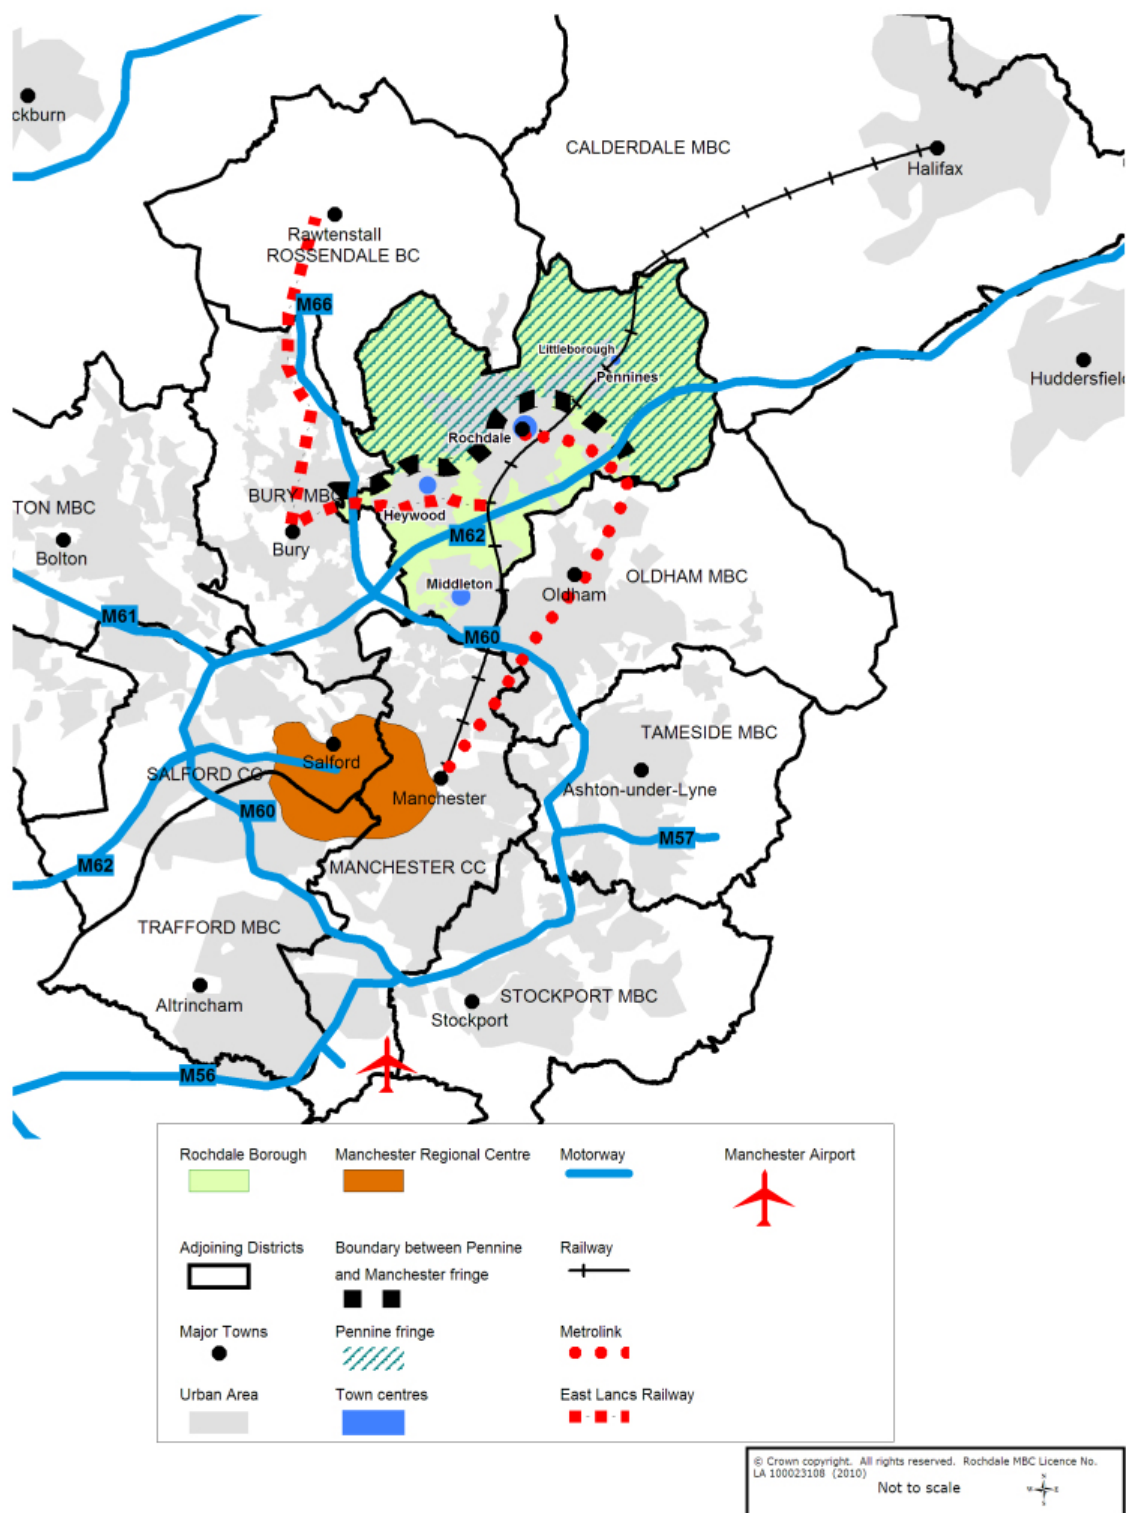 ckburn
CALDERDALE MBC
Halifax
Rawtenstall
ROSSENDALE BC
M66
Littleborough
Pennines
Huddersfield
Rochdale
BURY MBC
TON MBC
Heywood
M62
Bury
Bolton
Middleton
Oldham
OLDHAM MBC
M61
M60
TAMESIDE MBC
Salford
SALFORD CC
Manchester
Ashton-under-Lyne
M60
M57
M62
MANCHESTER CC
TRAFFORD MBC
Altrincham
STOCKPORT MBC
Stockport
M56
Rochdale Borough
Manchester Regional Centre
Motorway
Manchester Airport
Adjoining Districts
Boundary between Pennine
and Manchester fringe
Railway
Major Towns
Pennine fringe
Metrolink
Urban Area
Town centres
East Lancs Railway
© Crown copyright. All rights reserved. Rochdale MBC Licence No.
LA 100023108 (2010)
Not to scale
N
W
E
S